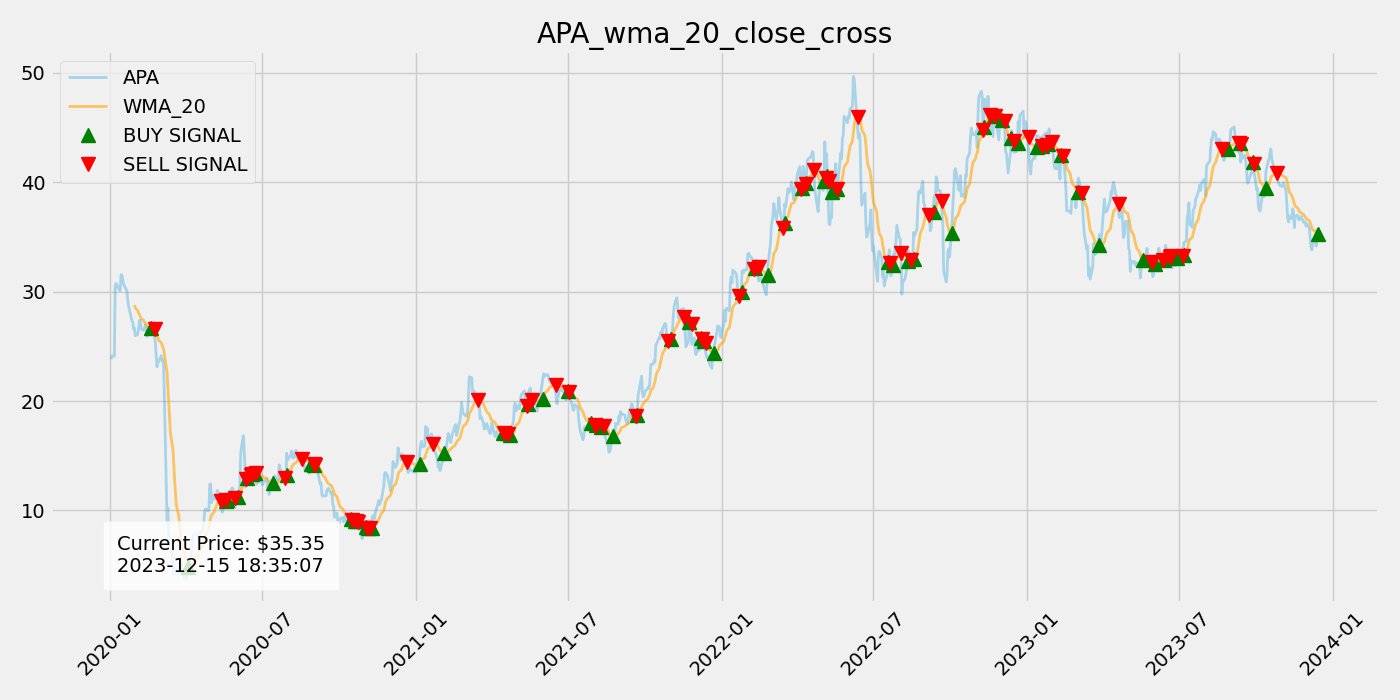 APA_wma_20_close_cross
APA
WMA_20
BUY SIGNAL
SELL SIGNAL
50
40
30
20
10
Current Price: $35.35
2023-12-15 18:35:07
2020-01
2020-07
2021-01
2021-07
2022-01
2022-07
2023-01
2023-07
2024-01